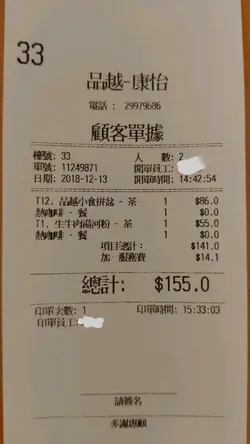 33
品越-康怡
電話: 29979686
顧客單據
檯號: 33 人 數: 2
單號: 11249871 開單員工:
日期: 2018-12-13 開單時間: 14:42:54
T12. 品越小食拼盆 - 茶 1 $86.0
熱咖啡 - 餐 1 $0.0
T1. 生牛肉湯河粉 - 茶 1 $55.0
熱咖啡 - 餐 1 $0.0
項目總計: $141.0
加 服務費 $14.1
總計: $155.0
印單次數: 1 印單時間: 15:33:03
印單員工:
請簽名
多謝惠顧